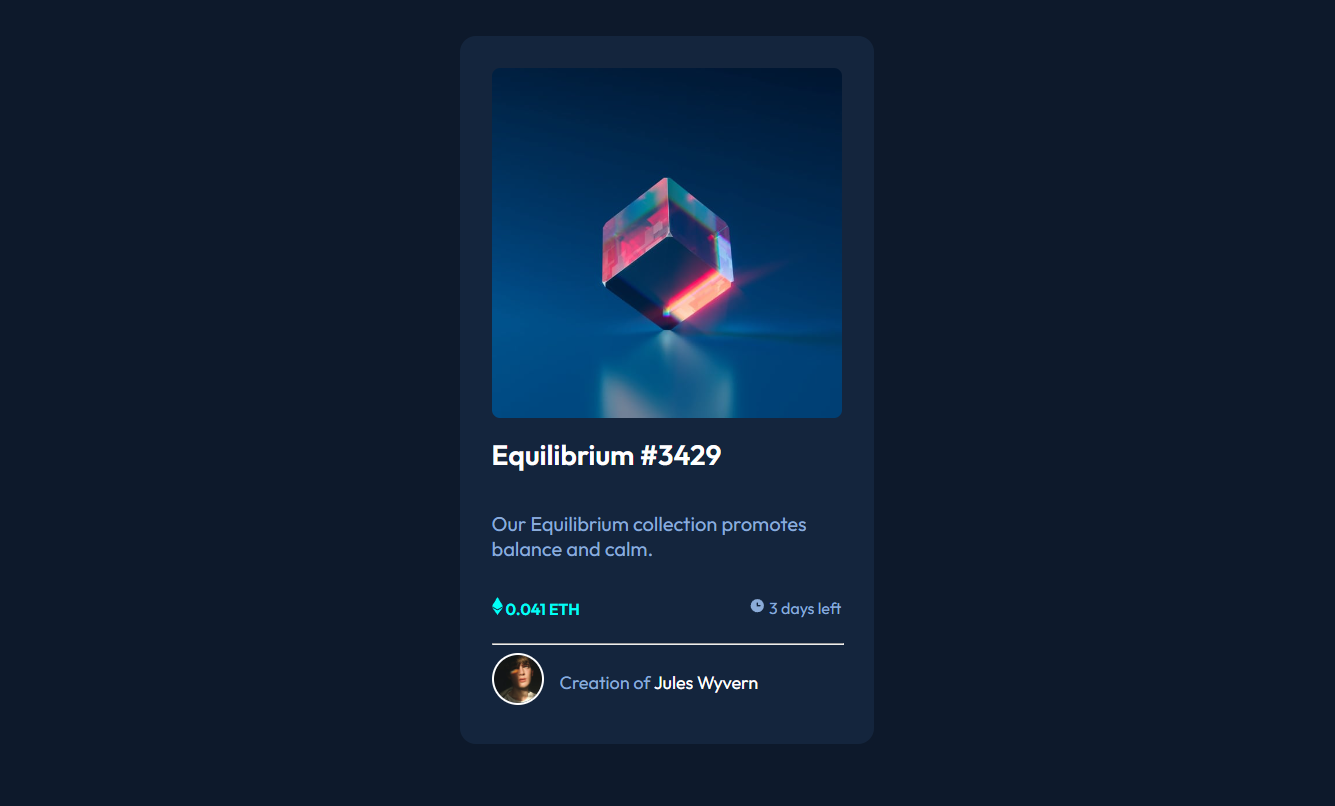 Equilibrium #3429
Our Equilibrium collection promotes
balance and calm.
0.041 ETH
3 days left
Creation of Jules Wyvern